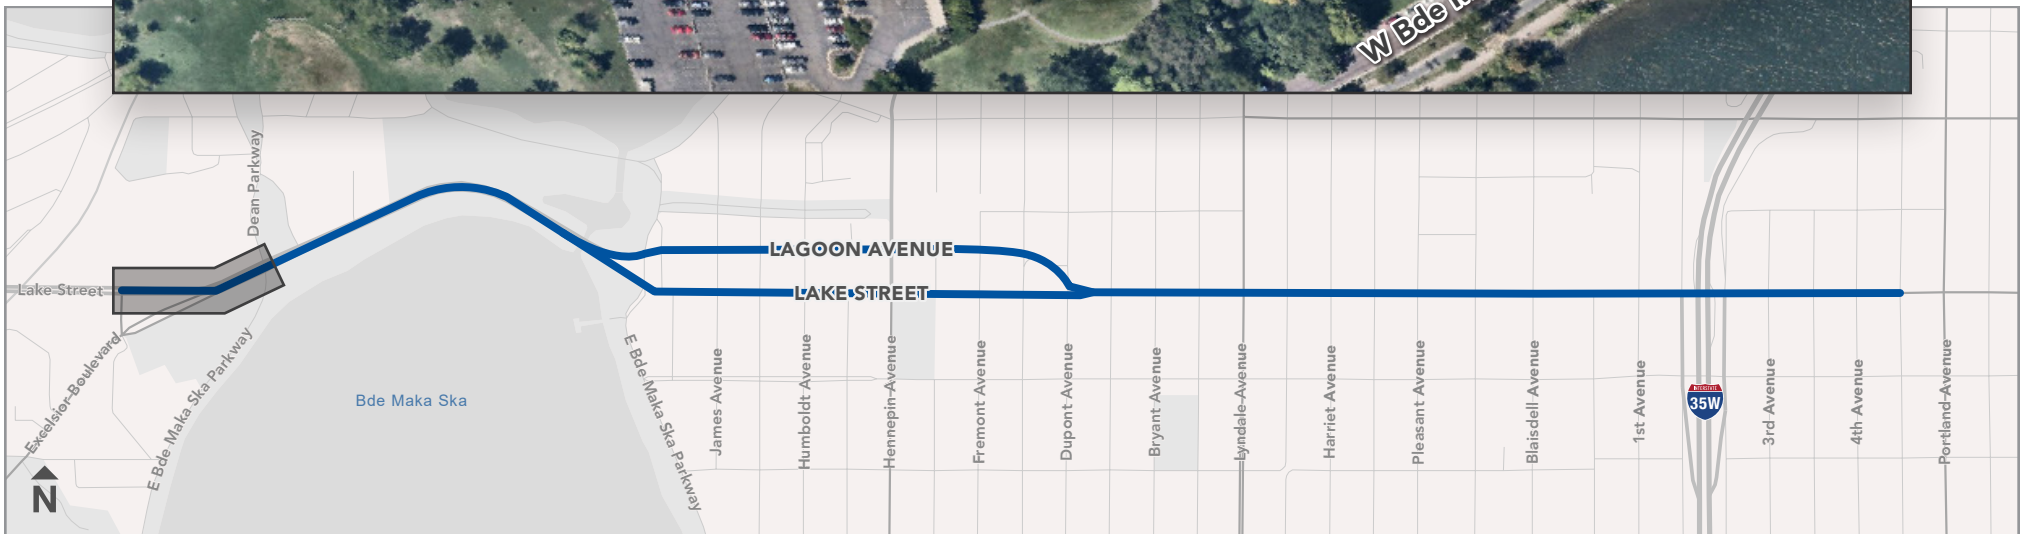 W Bde
Dean Parkway
LAGOON AVENUE
Lake Street
LAKE STREET
Excelsior Boulevard
E Bde Maka Ska Parkway
Bde Maka Ska
E Bde Maka Ska Parkway
James Avenue
Humboldt Avenue
Hennepin Avenue
Fremont Avenue
Dupont Avenue
Bryant Avenue
Lyndale Avenue
Harriet Avenue
Pleasant Avenue
Blaisdell Avenue
1st Avenue
INTERSTATE
35W
3rd Avenue
4th Avenue
Portland Avenue
N